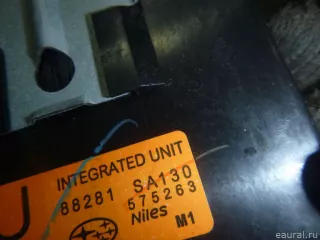 INTEGRATED UNIT
88281 SA130
575263
Niles M1
U
eaural.ru